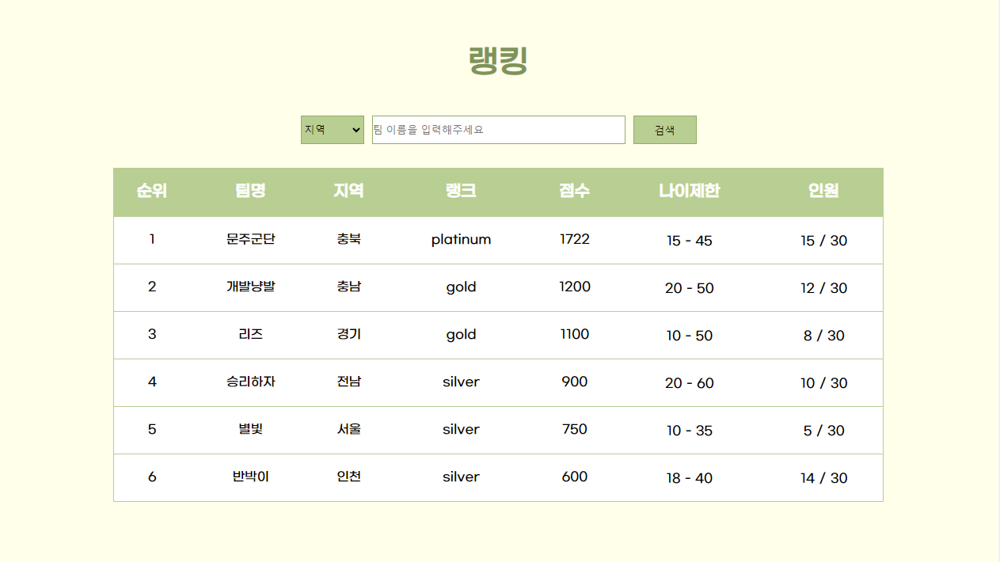 랭킹
지역 팀 이름을 입력해주세요 검색
순위 팀명 지역 랭크 점수 나이제한 인원
1 문주군단 충북 platinum 1722 15 - 45 15 / 30
2 개발냥발 충남 gold 1200 20 - 50 12 / 30
3 리즈 경기 gold 1100 10 - 50 8 / 30
4 승리하자 전남 silver 900 20 - 60 10 / 30
5 별빛 서울 silver 750 10 - 35 5 / 30
6 반박이 인천 silver 600 18 - 40 14 / 30